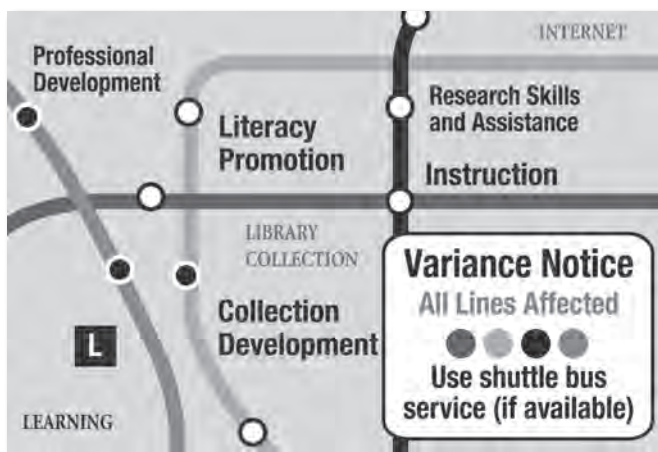 INTERNET
Professional
Development
Literacy
Promotion
Research Skills
and Assistance
Instruction
LIBRARY
COLLECTION
Collection
Development
L
LEARNING
Variance Notice
All Lines Affected
Use shuttle bus
service (if available)